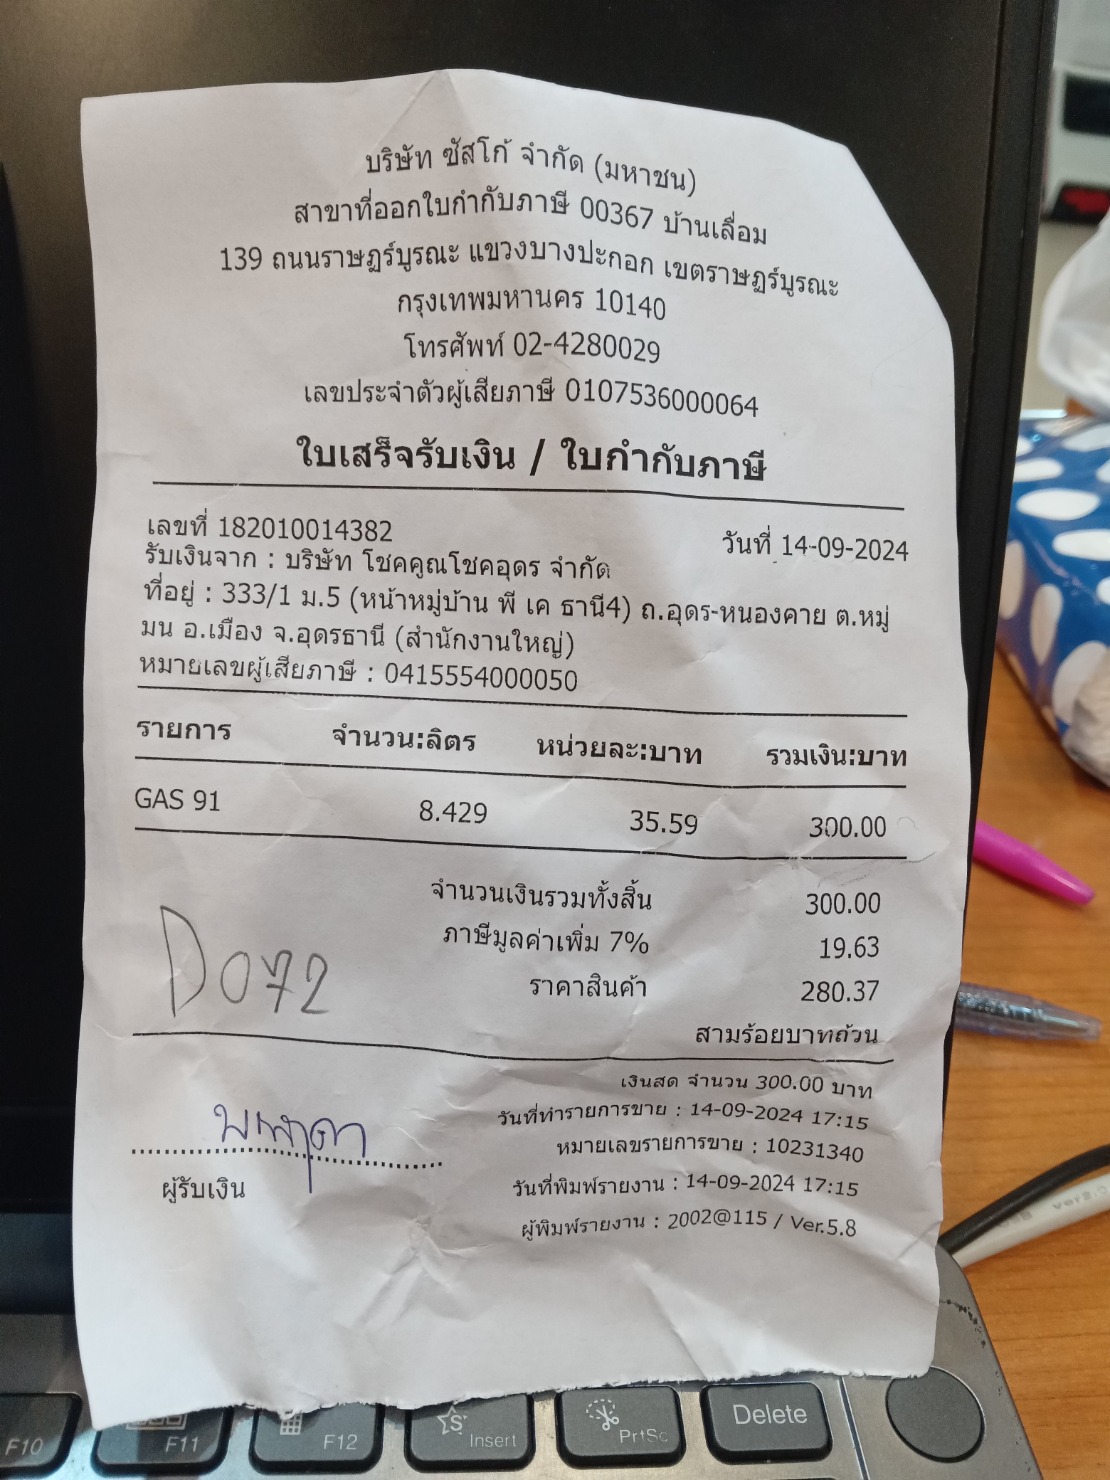 บริษัท ซัสโก้ จำกัด (มหาชน)
สาขาที่ออกใบกำกับภาษี 00367 บ้านเลื่อม
139 ถนนราษฏร์บูรณะ แขวงบางปะกอก เขตราษฏร์บูรณะ
กรุงเทพมหานคร 10140
โทรศัพท์ 02-4280029
เลขประจำตัวผู้เสียภาษี 0107536000064
ใบเสร็จรับเงิน / ใบกำกับภาษี
เลขที่ 182010014382 วันที่ 14-09-2024
รับเงินจาก : บริษัท โชคคูณโชคอุดร จำกัด
ที่อยู่ : 333/1 ม.5 (หน้าหมู่บ้าน พี เค ธานี4) ถ.อุดร-หนองคาย ต.หมู่
มน อ.เมือง จ.อุดรธานี (สำนักงานใหญ่)
หมายเลขผู้เสียภาษี : 0415554000050
รายการ จำนวน:ลิตร หน่วยละ:บาท รวมเงิน:บาท
GAS 91 8.429 35.59 300.00
จำนวนเงินรวมทั้งสิ้น 300.00
ภาษีมูลค่าเพิ่ม 7% 19.63
ราคาสินค้า 280.37
D072
สามร้อยบาทถ้วน
เงินสด จำนวน 300.00 บาท
วันที่ทำรายการขาย : 14-09-2024 17:15
หมายเลขรายการขาย : 10231340
วันที่พิมพ์รายงาน : 14-09-2024 17:15
ผู้พิมพ์รายงาน : 2002@115 / Ver.5.8
ผู้รับเงิน
F10 F11 F12 Insert PrtSc Delete